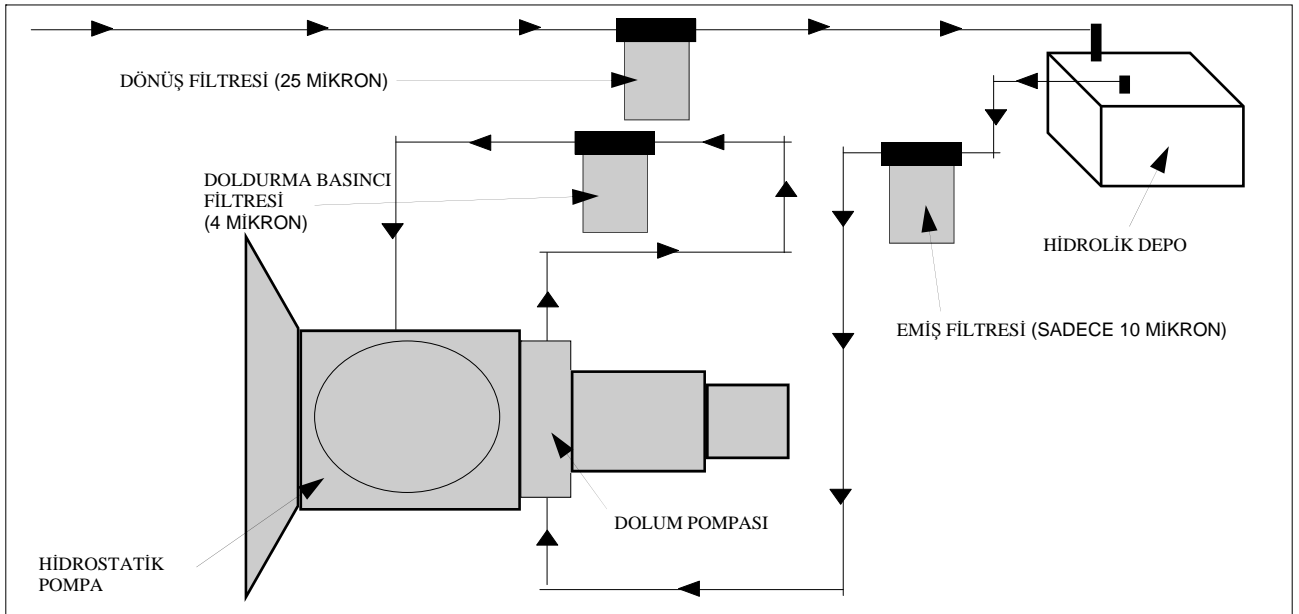 DÖNÜŞ FİLTRESİ (25 MİKRON)
DOLDURMA BASINCI
FİLTRESİ
(4 MİKRON)
HİDROLİK DEPO
EMİŞ FİLTRESİ (SADECE 10 MİKRON)
DOLUM POMPASI
HİDROSTATİK
POMPA